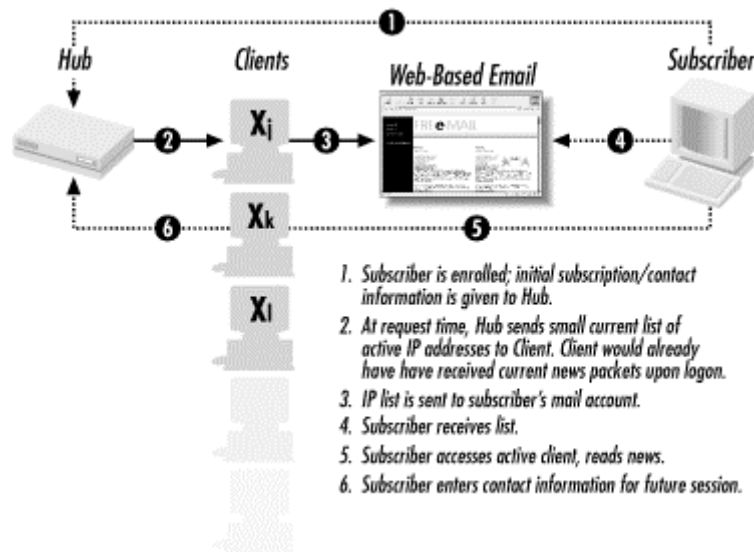 1
Hub
Clients
Web-Based Email
Subscriber
Xj
FREE-MAIL
2
3
4
Xk
6
5
Xl
1. Subscriber is enrolled; initial subscription/contact
information is given to Hub.
2. At request time, Hub sends small current list of
active IP addresses to Client. Client would already
have have received current news packets upon logon.
3. IP list is sent to subscriber's mail account.
4. Subscriber receives list.
5. Subscriber accesses active client, reads news.
6. Subscriber enters contact information for future session.